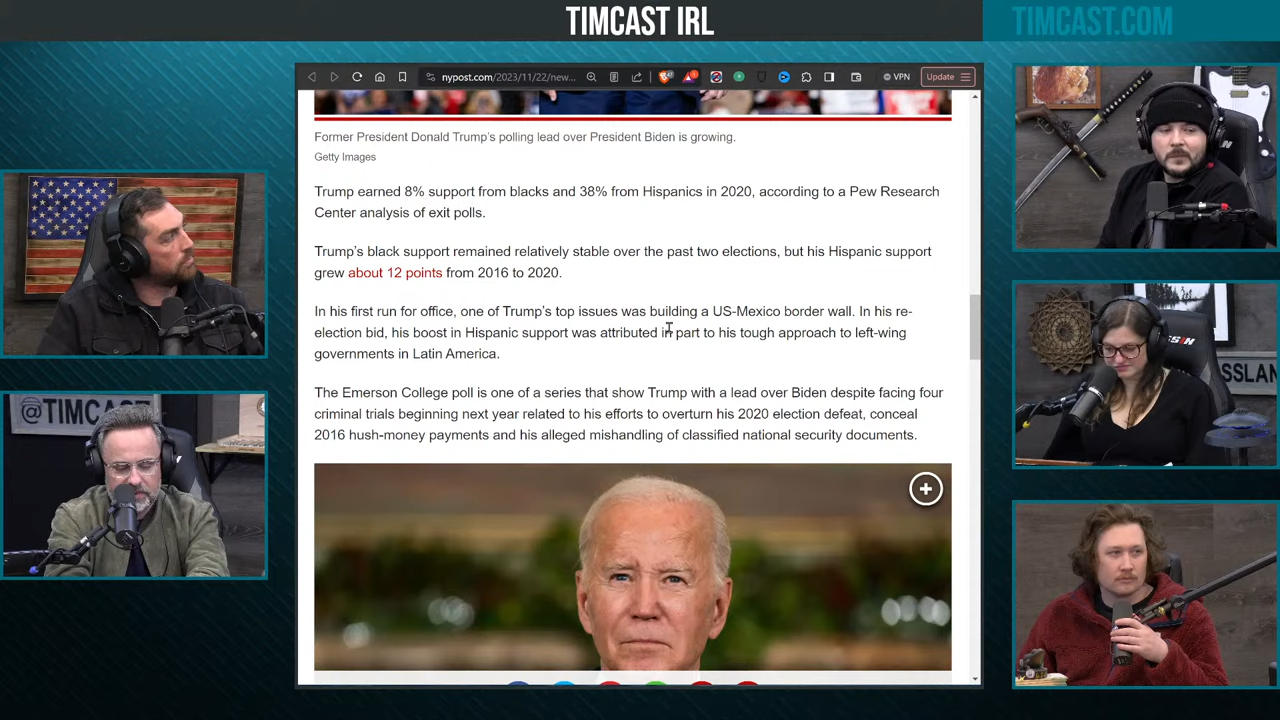 TIMCAST IRL
TIMCAST.COM
nypost.com/2023/11/22/new...
VPN
Update
Former President Donald Trump's polling lead over President Biden is growing.
Getty Images
Trump earned 8% support from blacks and 38% from Hispanics in 2020, according to a Pew Research
Center analysis of exit polls.
Trump's black support remained relatively stable over the past two elections, but his Hispanic support
grew about 12 points from 2016 to 2020.
In his first run for office, one of Trump's top issues was building a US-Mexico border wall. In his re-
election bid, his boost in Hispanic support was attributed in part to his tough approach to left-wing
governments in Latin America.
The Emerson College poll is one of a series that show Trump with a lead over Biden despite facing four
criminal trials beginning next year related to his efforts to overturn his 2020 election defeat, conceal
2016 hush-money payments and his alleged mishandling of classified national security documents.
@TIMCAST